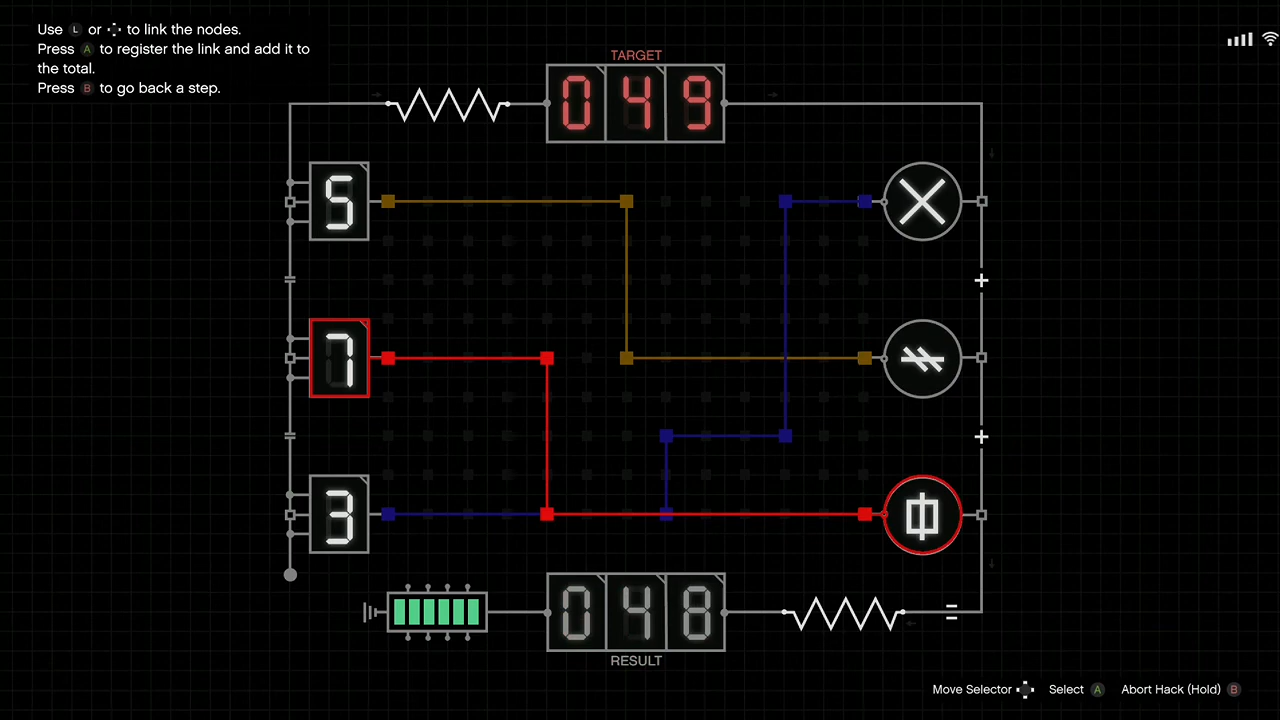 Use L or to link the nodes.
Press A to register the link and add it to
the total.
Press B to go back a step.
TARGET
049
5
7
3
048
RESULT
Move Selector Select A Abort Hack (Hold) B